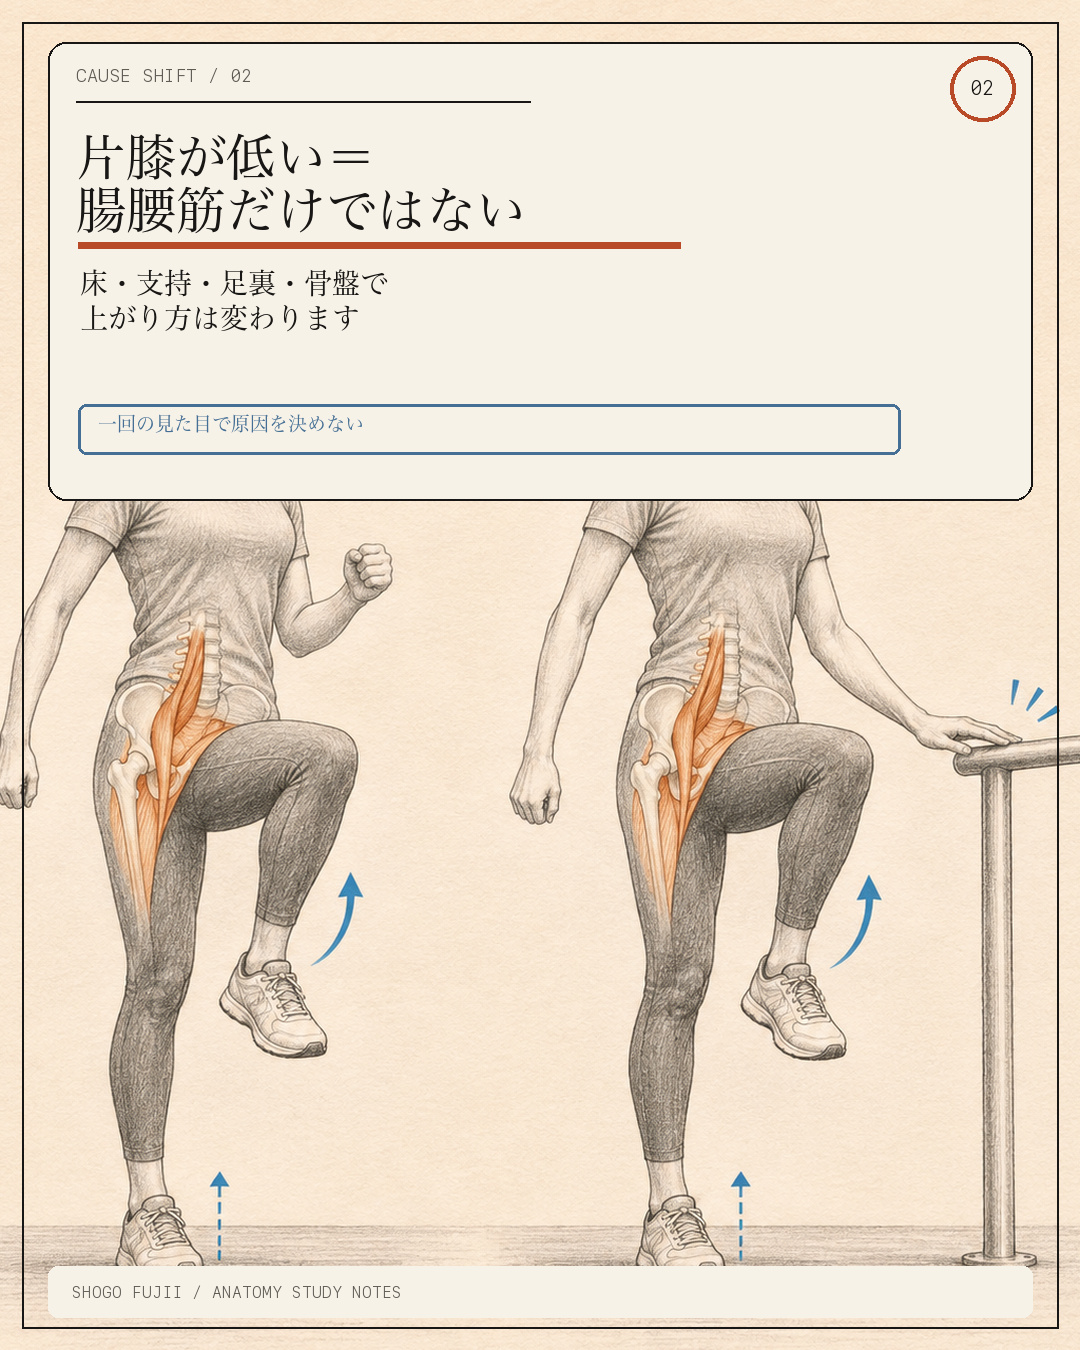 CAUSE SHIFT / 02
02
片膝が低い＝
腸腰筋だけではない
床・支持・足裏・骨盤で
上がり方は変わります
一回の見た目で原因を決めない
SHOGO FUJII / ANATOMY STUDY NOTES